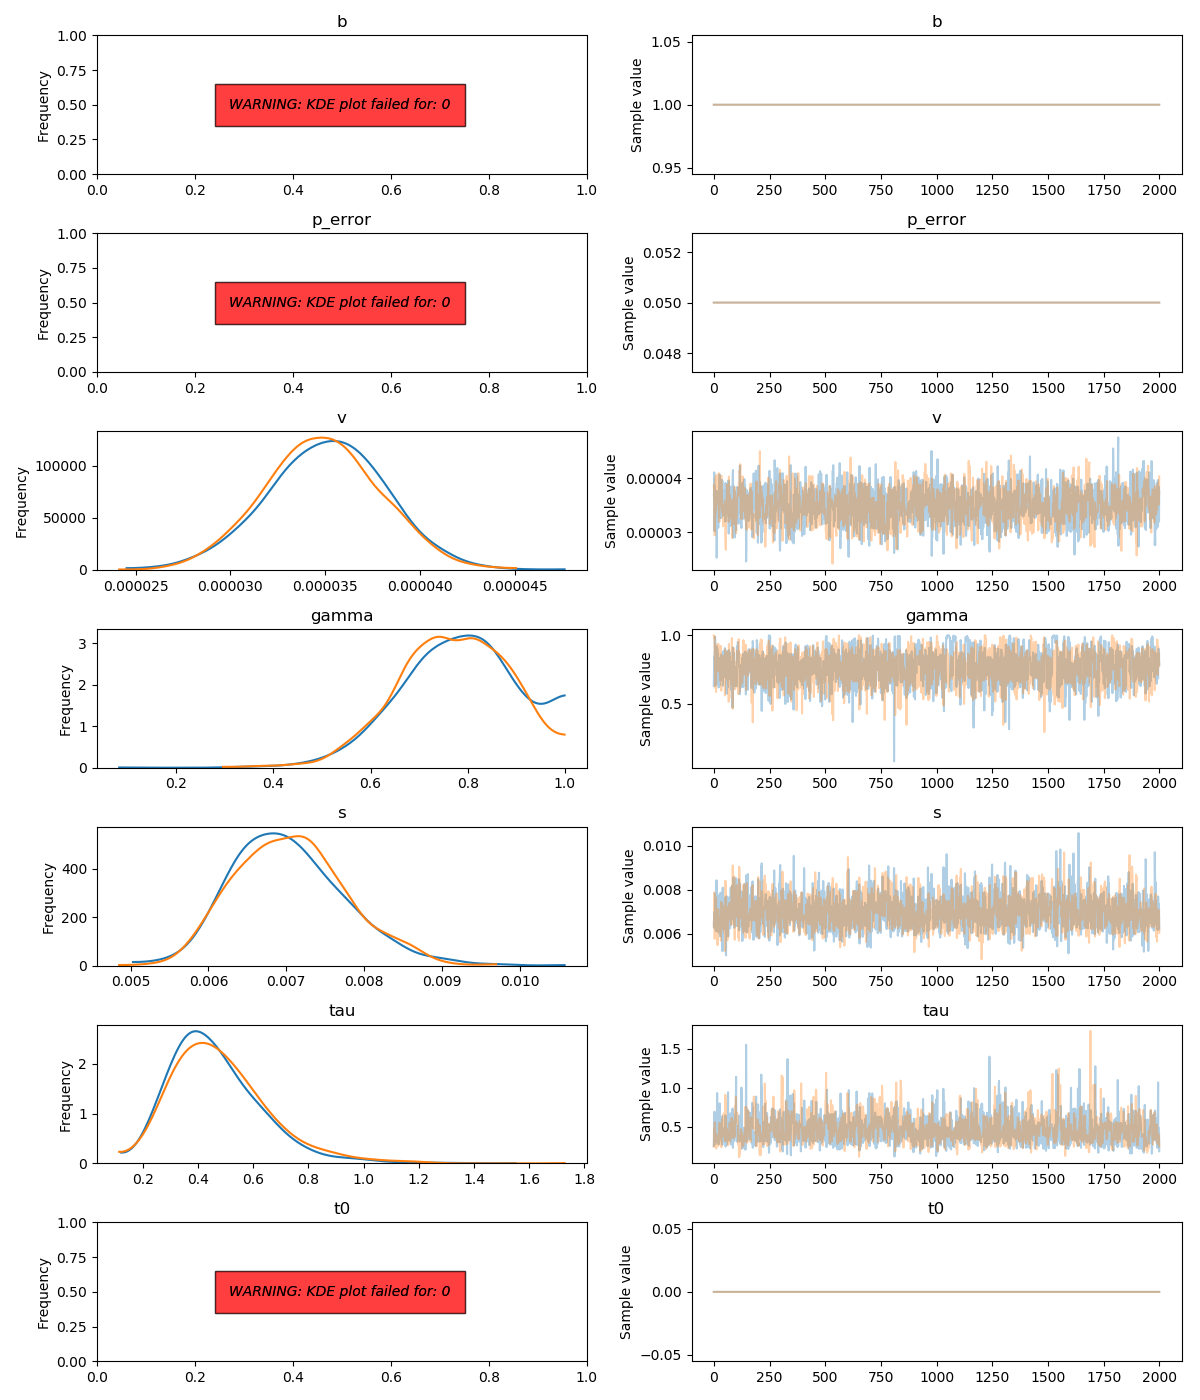 b
1.00
0.75
0.50
0.25
0.00
Frequency
WARNING: KDE plot failed for: 0
0.0 0.2 0.4 0.6 0.8 1.0
b
1.05
1.00
0.95
Sample value
0 250 500 750 1000 1250 1500 1750 2000
p_error
1.00
0.75
0.50
0.25
0.00
Frequency
WARNING: KDE plot failed for: 0
0.0 0.2 0.4 0.6 0.8 1.0
p_error
0.052
0.050
0.048
Sample value
0 250 500 750 1000 1250 1500 1750 2000
v
100000
50000
0
Frequency
0.000025 0.000030 0.000035 0.000040 0.000045
v
0.00004
0.00003
Sample value
0 250 500 750 1000 1250 1500 1750 2000
gamma
3
2
1
0
Frequency
0.2 0.4 0.6 0.8 1.0
gamma
1.0
0.5
Sample value
0 250 500 750 1000 1250 1500 1750 2000
s
400
200
0
Frequency
0.005 0.006 0.007 0.008 0.009 0.010
s
0.010
0.008
0.006
Sample value
0 250 500 750 1000 1250 1500 1750 2000
tau
2
1
0
Frequency
0.2 0.4 0.6 0.8 1.0 1.2 1.4 1.6 1.8
tau
1.5
1.0
0.5
Sample value
0 250 500 750 1000 1250 1500 1750 2000
t0
1.00
0.75
0.50
0.25
0.00
Frequency
WARNING: KDE plot failed for: 0
0.0 0.2 0.4 0.6 0.8 1.0
t0
0.05
0.00
−0.05
Sample value
0 250 500 750 1000 1250 1500 1750 2000